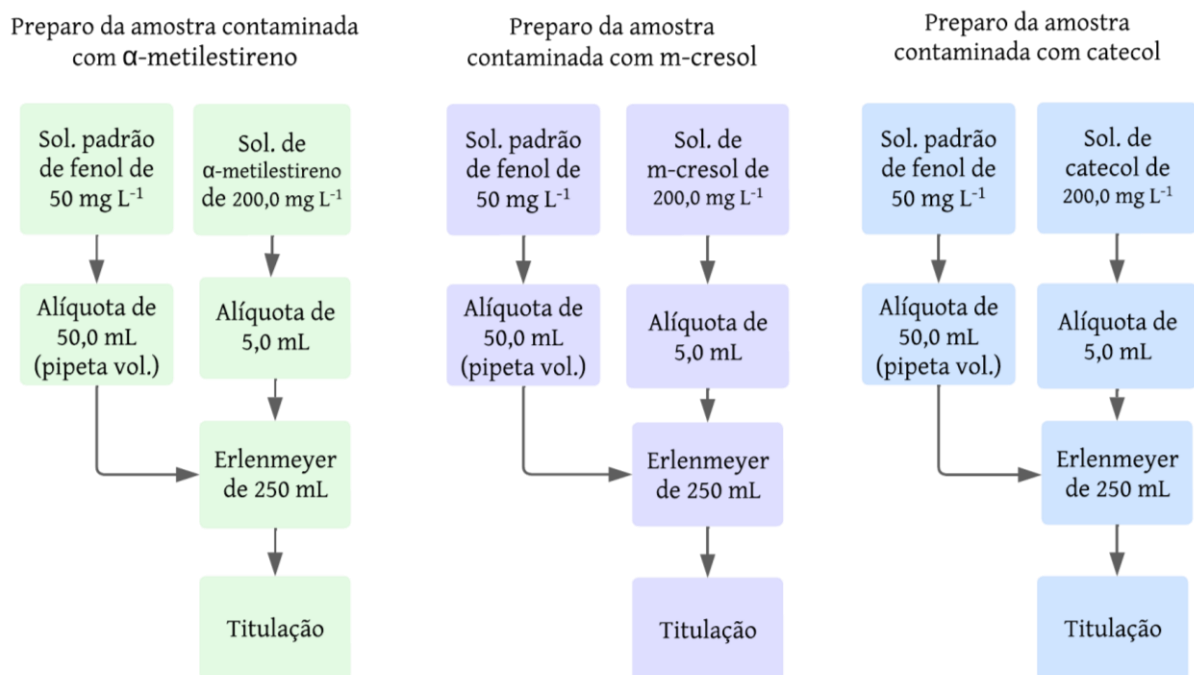 Preparo da amostra contaminada
com α-metilestireno
Sol. padrão
de fenol de
50 mg L⁻¹
Sol. de
α-metilestireno
de 200,0 mg L⁻¹
Alíquota de
50,0 mL
(pipeta vol.)
Alíquota de
5,0 mL
Erlenmeyer
de 250 mL
Titulação
Preparo da amostra
contaminada com m-cresol
Sol. padrão
de fenol de
50 mg L⁻¹
Sol. de
m-cresol de
200,0 mg L⁻¹
Alíquota de
50,0 mL
(pipeta vol.)
Alíquota de
5,0 mL
Erlenmeyer
de 250 mL
Titulação
Preparo da amostra
contaminada com catecol
Sol. padrão
de fenol de
50 mg L⁻¹
Sol. de
catecol de
200,0 mg L⁻¹
Alíquota de
50,0 mL
(pipeta vol.)
Alíquota de
5,0 mL
Erlenmeyer
de 250 mL
Titulação